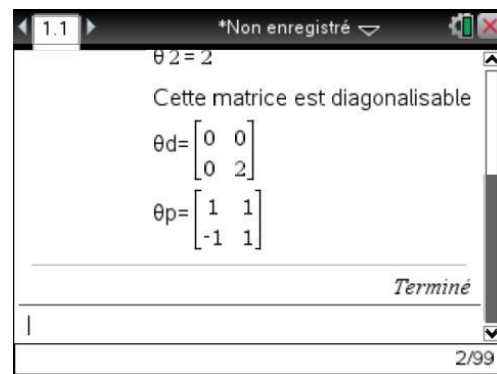 1.1 *Non enregistré
θ2=2
Cette matrice est diagonalisable
θd=[0 0
0 2]
θp=[1 1
-1 1]
Terminé
2/99